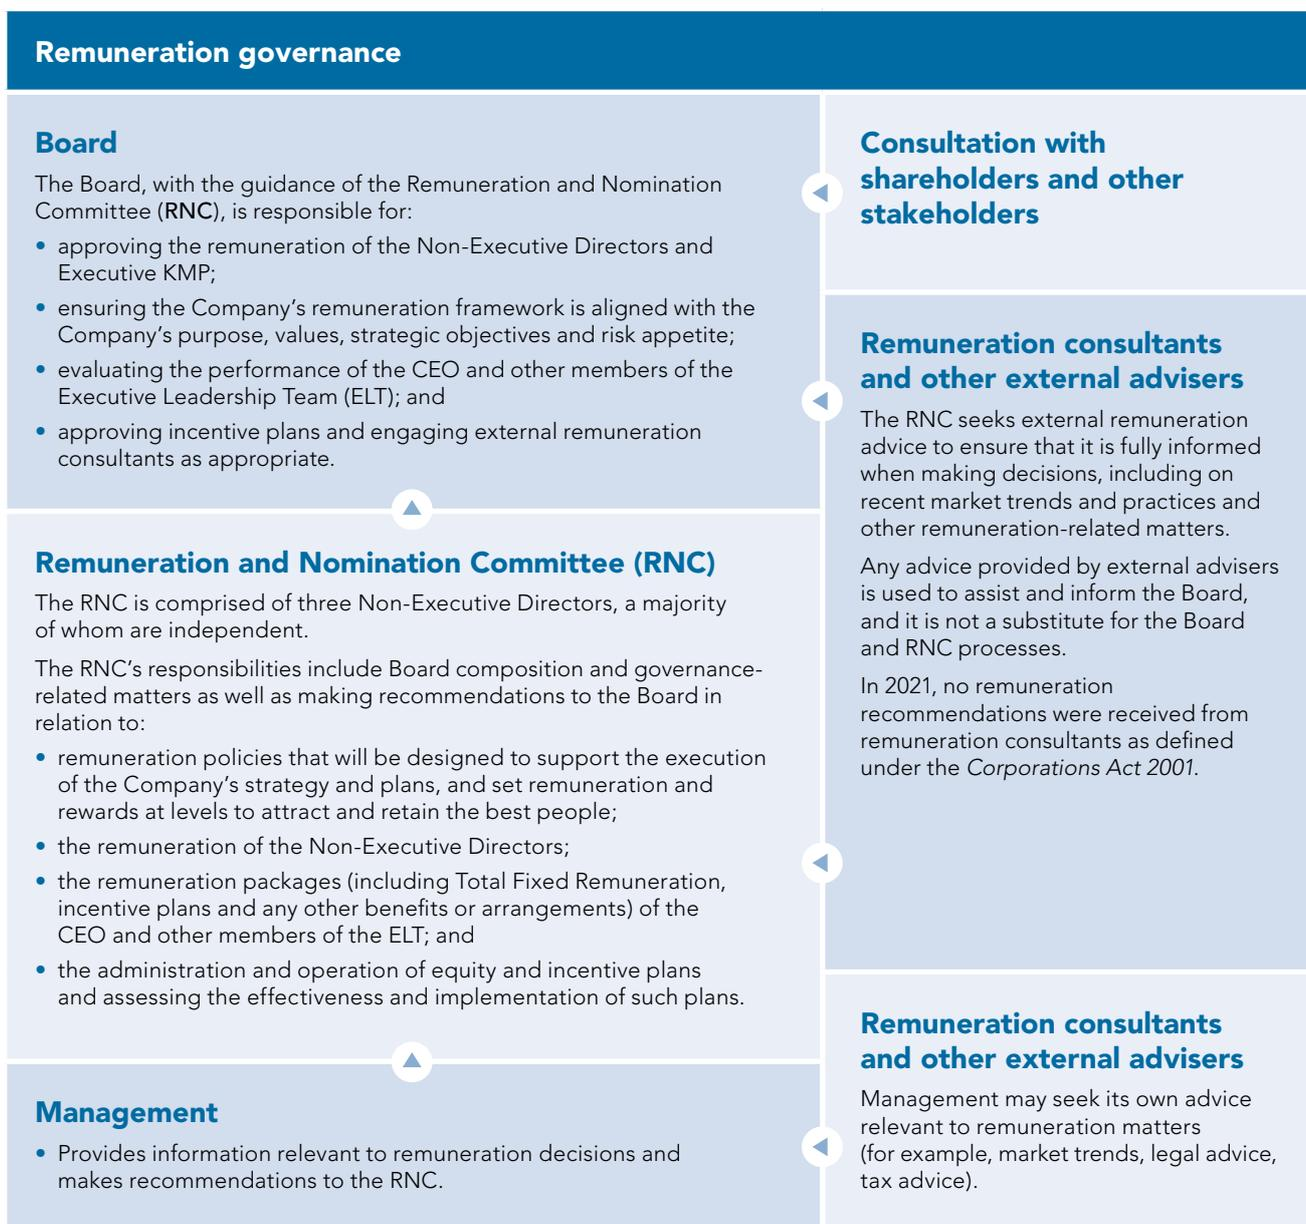 Remuneration governance
Board
The Board, with the guidance of the Remuneration and Nomination
Committee (RNC), is responsible for:
• approving the remuneration of the Non-Executive Directors and
Executive KMP;
• ensuring the Company’s remuneration framework is aligned with the
Company’s purpose, values, strategic objectives and risk appetite;
• evaluating the performance of the CEO and other members of the
Executive Leadership Team (ELT); and
• approving incentive plans and engaging external remuneration
consultants as appropriate.
Remuneration and Nomination Committee (RNC)
The RNC is comprised of three Non-Executive Directors, a majority
of whom are independent.
The RNC’s responsibilities include Board composition and governance-
related matters as well as making recommendations to the Board in
relation to:
• remuneration policies that will be designed to support the execution
of the Company’s strategy and plans, and set remuneration and
rewards at levels to attract and retain the best people;
• the remuneration of the Non-Executive Directors;
• the remuneration packages (including Total Fixed Remuneration,
incentive plans and any other benefits or arrangements) of the
CEO and other members of the ELT; and
• the administration and operation of equity and incentive plans
and assessing the effectiveness and implementation of such plans.
Management
• Provides information relevant to remuneration decisions and
makes recommendations to the RNC.
Consultation with
shareholders and other
stakeholders
Remuneration consultants
and other external advisers
The RNC seeks external remuneration
advice to ensure that it is fully informed
when making decisions, including on
recent market trends and practices and
other remuneration-related matters.
Any advice provided by external advisers
is used to assist and inform the Board,
and it is not a substitute for the Board
and RNC processes.
In 2021, no remuneration
recommendations were received from
remuneration consultants as defined
under the Corporations Act 2001.
Remuneration consultants
and other external advisers
Management may seek its own advice
relevant to remuneration matters
(for example, market trends, legal advice,
tax advice).